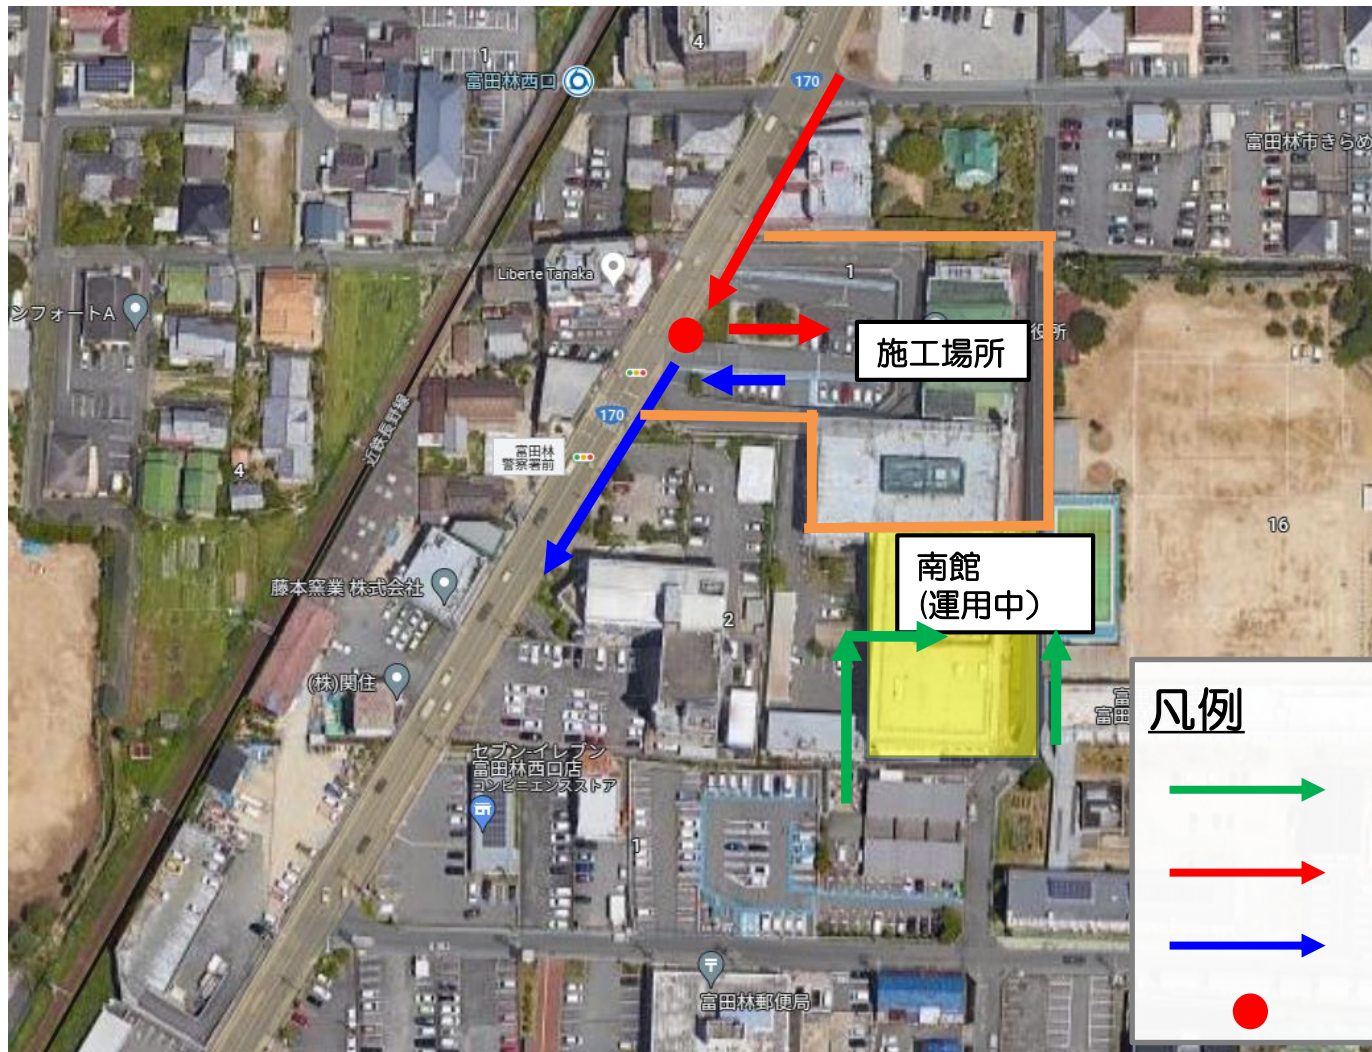 4
1
富田林西口
170
富田林市きらめ
1
Liberte Tanaka
ンフォートA
役所
施工場所
170
近鉄長野線
富田林
警察署前
4
16
南館
(運用中)
藤本窯業 株式会社
2
(株)関住
富
富田
凡例
セブン-イレブン
富田林西口店
コンビニエンスストア
1
富田林郵便局